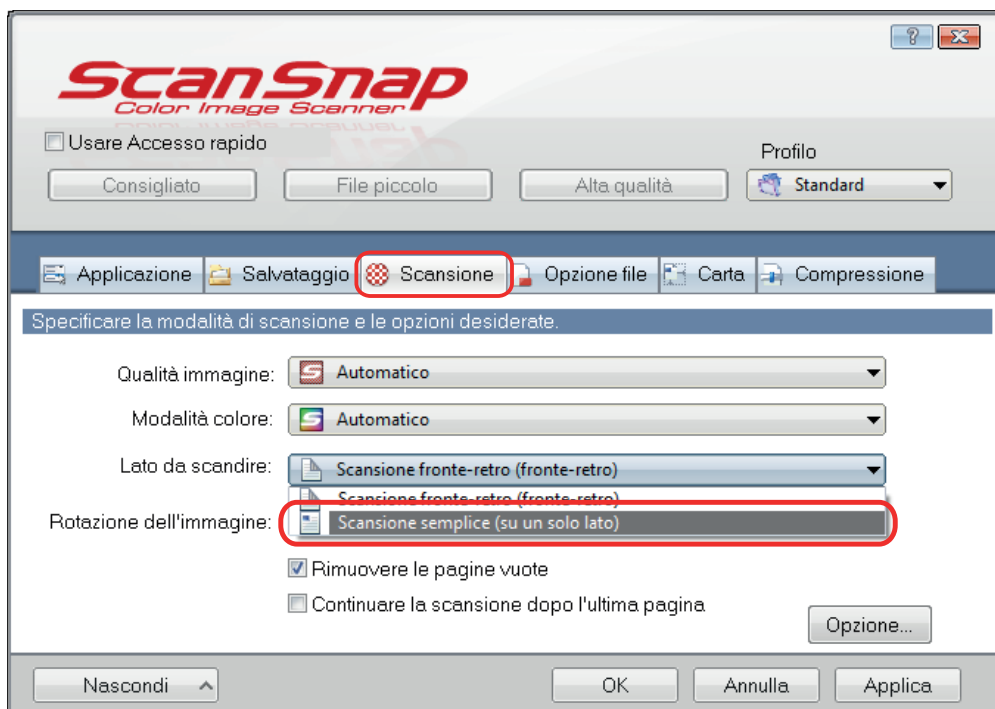 ScanSnap
Color Image Scanner
Usare Accesso rapido
Profilo
Consigliato File piccolo Alta qualità Standard
Applicazione Salvataggio Scansione Opzione file Carta Compressione
Specificare la modalità di scansione e le opzioni desiderate.
Qualità immagine: Automatico
Modalità colore: Automatico
Lato da scandire: Scansione fronte-retro (fronte-retro)
Scansione fronte-retro (fronte-retro)
Rotazione dell'immagine: Scansione semplice (su un solo lato)
Rimuovere le pagine vuote
Continuare la scansione dopo l'ultima pagina
Opzione...
Nascondi OK Annulla Applica